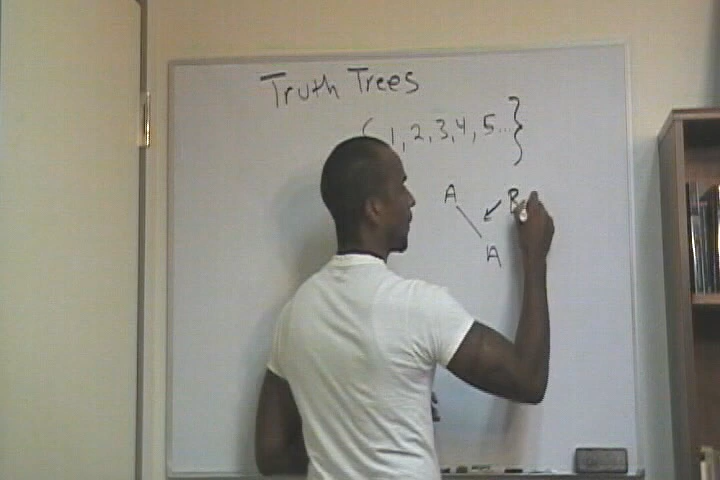 Truth Trees
{1, 2, 3, 4, 5...}
A
R
A